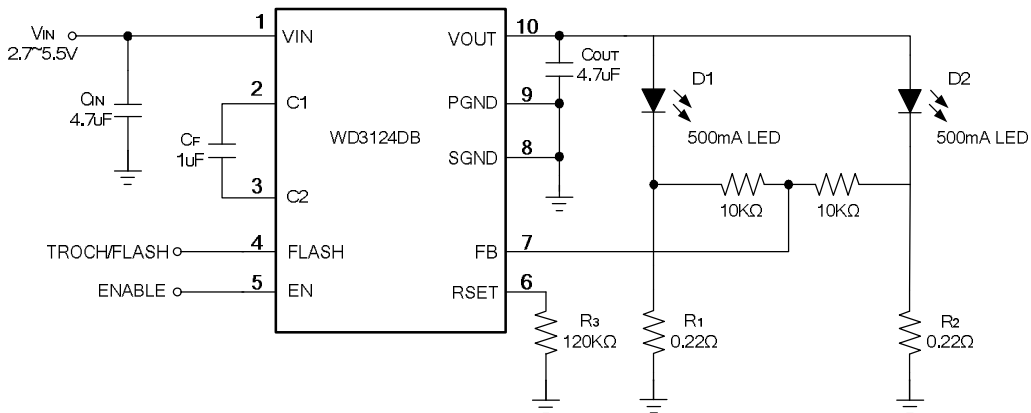 VIN
2.7~5.5V
CIN
4.7uF
1
VIN
2
C1
CF
1uF
3
C2
TROCH/FLASH
4
FLASH
ENABLE
5
EN
WD3124DB
VOUT
10
COUT
4.7uF
PGND
9
SGND
8
FB
7
RSET
6
R3
120KΩ
D1
500mA LED
D2
500mA LED
10KΩ
10KΩ
R1
0.22Ω
R2
0.22Ω